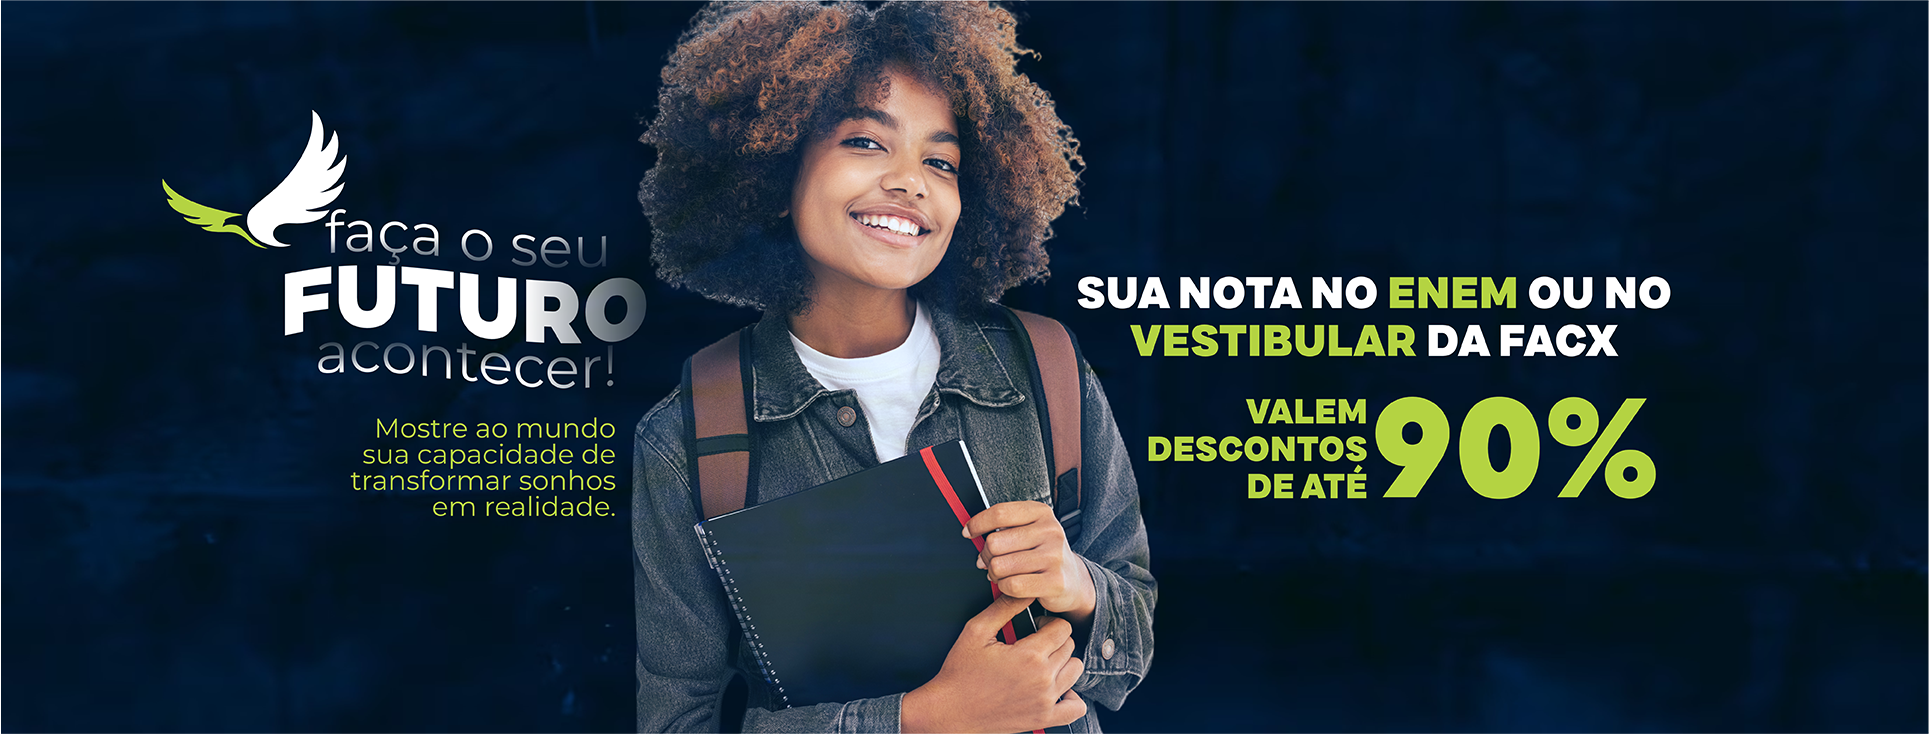 faça o seu
FUTURO
acontecer!
Mostre ao mundo
sua capacidade de
transformar sonhos
em realidade.
SUA NOTA NO ENEM OU NO
VESTIBULAR DA FACX
VALEM
DESCONTOS
DE ATÉ
90%